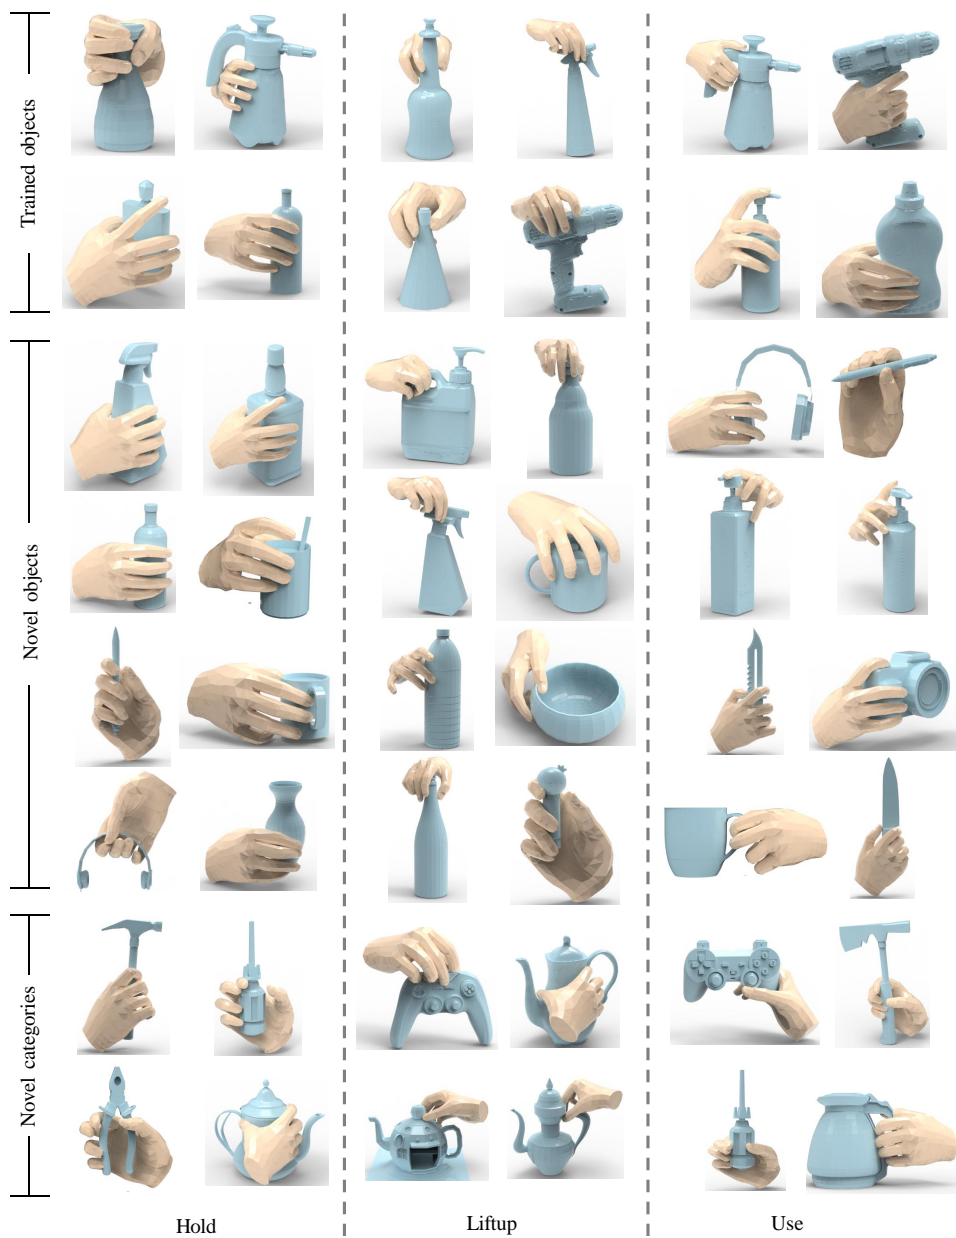 Trained objects
Novel objects
Novel categories
Hold
Liftup
Use